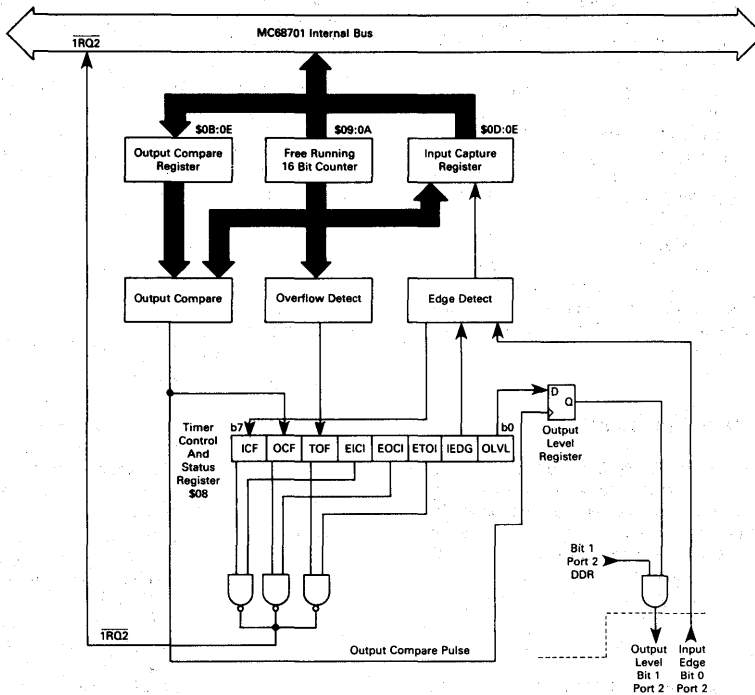 MC68701 Internal Bus
1RQ2
$0B:0E
$09:0A
$0D:0E
Output Compare
Register
Free Running
16 Bit Counter
Input Capture
Register
Output Compare
Overflow Detect
Edge Detect
Timer
Control
And
Status
Register
$08
b7
b0
ICF OCF TOF EICI EOCI ETOI IEDG OLVL
D
Q
Output
Level
Register
Bit 1
Port 2
DDR
1RQ2
Output Compare Pulse
Output
Level
Bit 1
Port 2
Input
Edge
Bit 0
Port 2